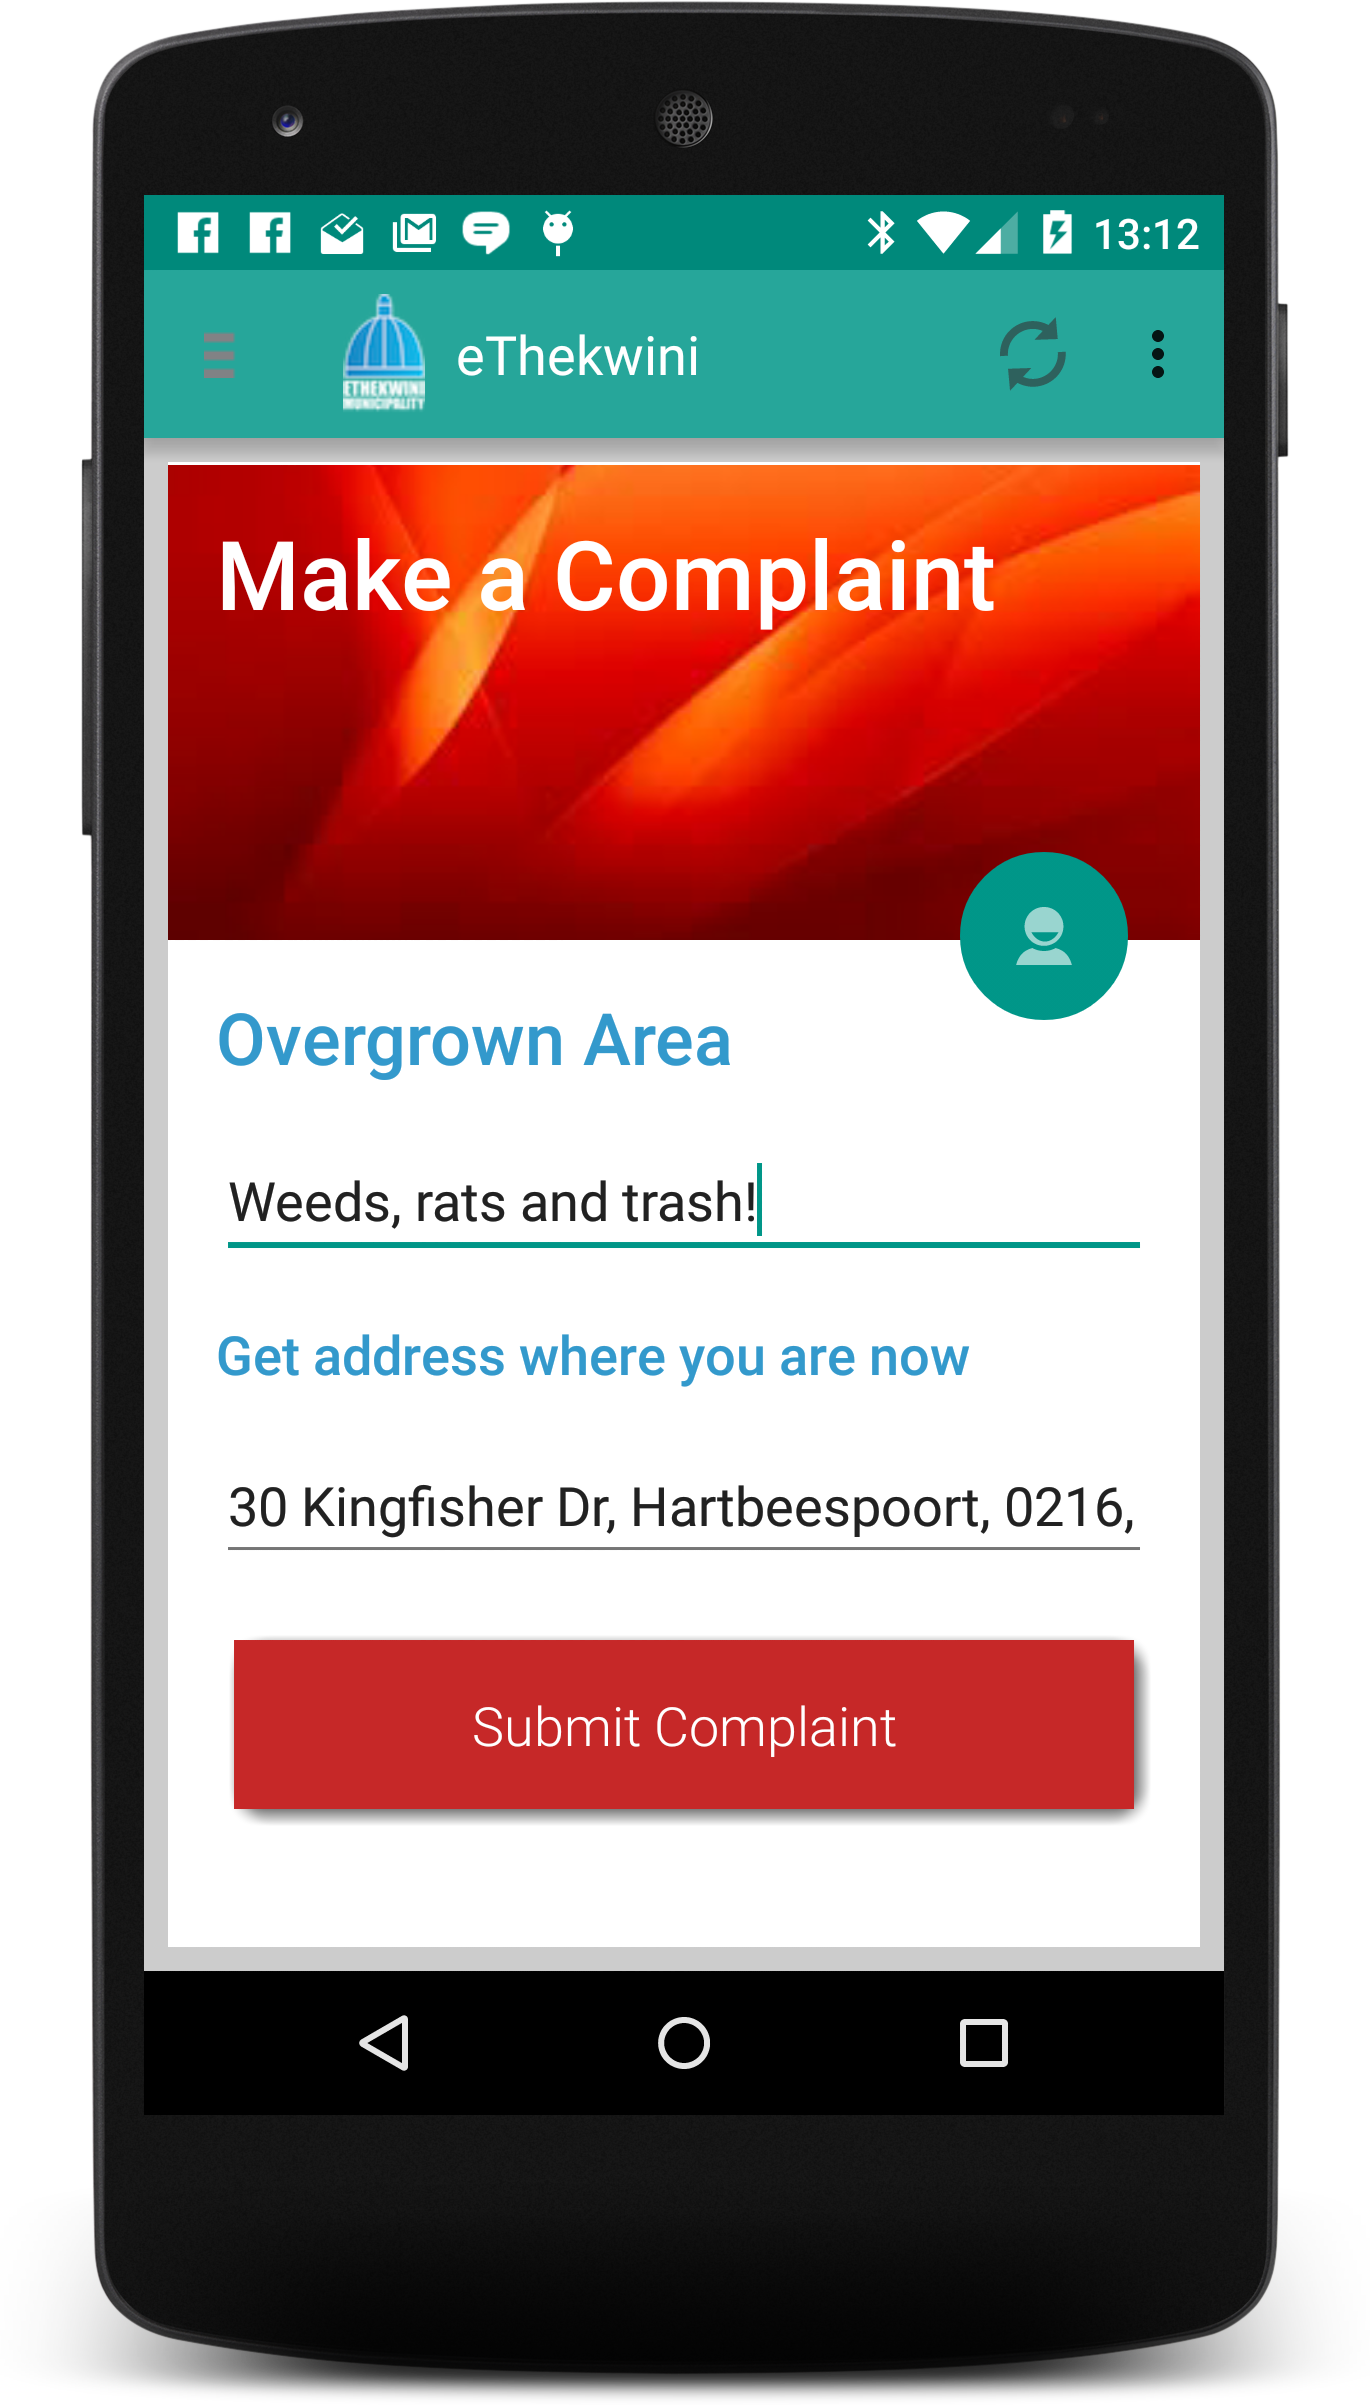 13:12
ETHEKWINI
MUNICIPALITY
eThekwini
Make a Complaint
Overgrown Area
Weeds, rats and trash!
Get address where you are now
30 Kingfisher Dr, Hartbeespoort, 0216,
Submit Complaint